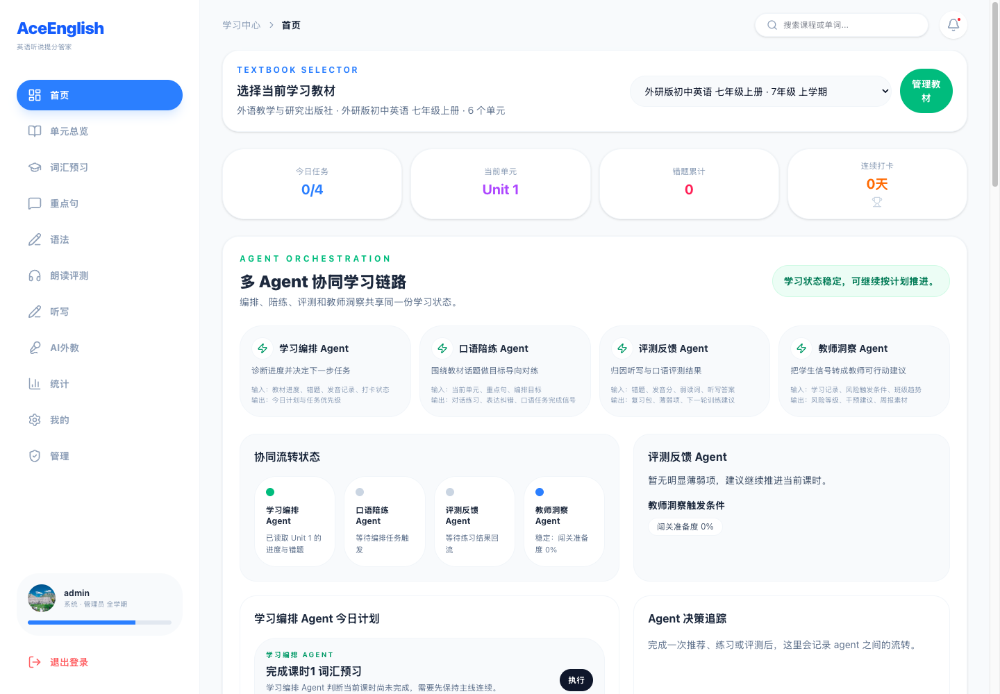 AceEnglish
英语听说提分管家
首页
单元总览
词汇预习
重点句
语法
朗读评测
听写
AI外教
统计
我的
管理
admin
系统 · 管理员 全学期
退出登录
学习中心 > 首页
搜索课程或单词...
TEXTBOOK SELECTOR
选择当前学习教材
外语教学与研究出版社 · 外研版初中英语 七年级上册 · 6 个单元
外研版初中英语 七年级上册 · 7年级 上学期
管理教
材
今日任务
0/4
当前单元
Unit 1
错题累计
0
连续打卡
0天
AGENT ORCHESTRATION
多 Agent 协同学习链路
编排、陪练、评测和教师洞察共享同一份学习状态。
学习状态稳定，可继续按计划推进。
学习编排 Agent
诊断进度并决定下一步任务
输入：教材进度、错题、发音记录、打卡状态
输出：今日计划与任务优先级
口语陪练 Agent
围绕教材话题做目标导向对练
输入：当前单元、重点句、编排目标
输出：对话练习、表达纠错、口语任务完成信号
评测反馈 Agent
归因听写与口语评测结果
输入：错题、发音分、弱读词、听写答案
输出：复习包、薄弱项、下一轮训练建议
教师洞察 Agent
把学生信号转成教师可行动建议
输入：学习记录、风险触发条件、班级趋势
输出：风险等级、干预建议、周报素材
协同流转状态
学习编排
Agent
已读取 Unit 1 的
进度与错题
口语陪练
Agent
等待编排任务触
发
评测反馈
Agent
等待练习结果回
流
教师洞察
Agent
稳定：闯关准备
度 0%
评测反馈 Agent
暂无明显薄弱项，建议继续推进当前课时。
教师洞察触发条件
闯关准备度 0%
学习编排 Agent 今日计划
学习编排 AGENT
完成课时1 词汇预习
学习编排 Agent 判断当前课时尚未完成，需要先保持主线连续。
执行
Agent 决策追踪
完成一次推荐、练习或评测后，这里会记录 agent 之间的流转。